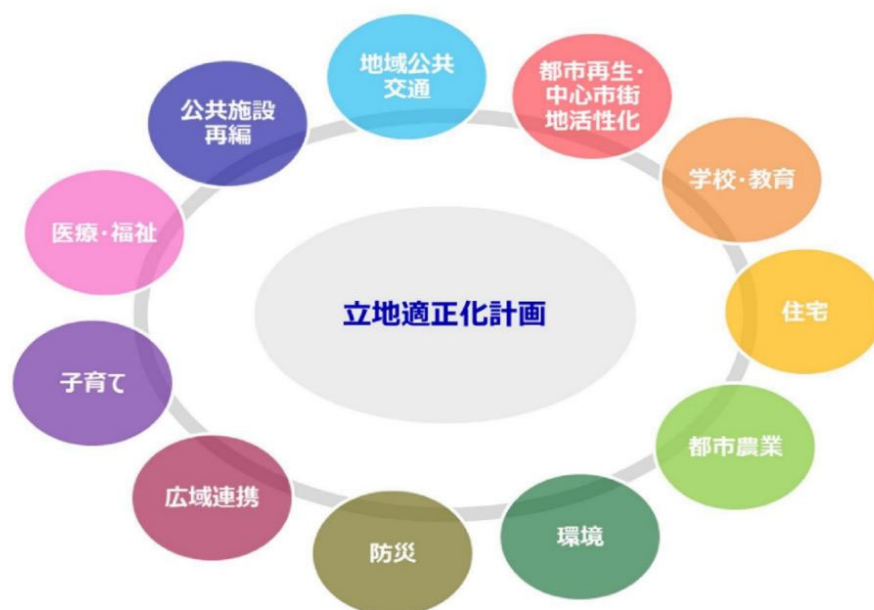 地域公共
交通
都市再生・
中心市街
地活性化
学校・教育
住宅
都市農業
環境
防災
広域連携
子育て
医療・福祉
公共施設
再編
立地適正化計画